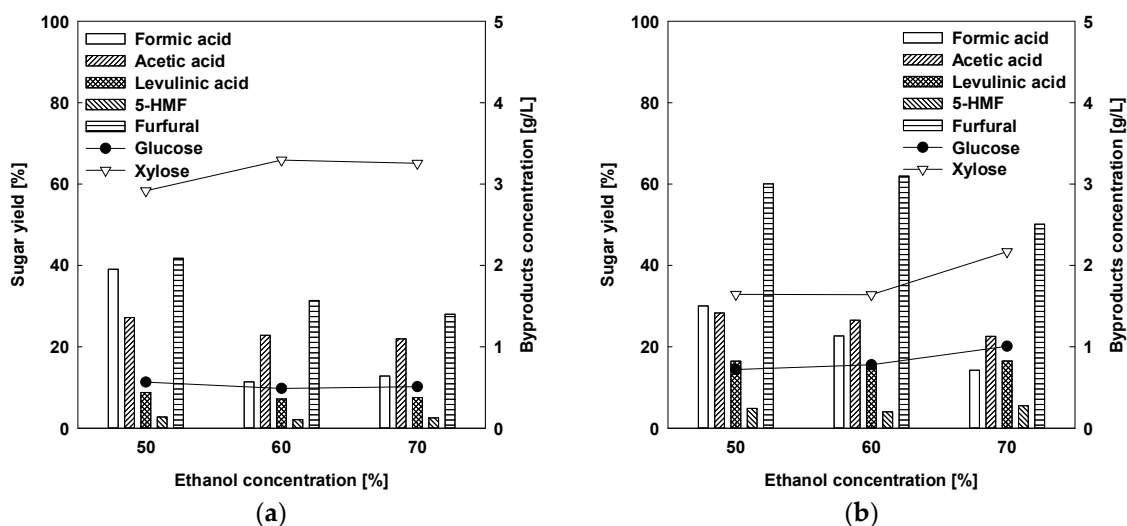 100
80
60
40
20
0
Sugar yield [%]
Formic acid
Acetic acid
Levulinic acid
5-HMF
Furfural
Glucose
Xylose
5
4
3
2
1
0
Byproducts concentration [g/L]
50 60 70
Ethanol concentration [%]
(a)
100
80
60
40
20
0
Sugar yield [%]
Formic acid
Acetic acid
Levulinic acid
5-HMF
Furfural
Glucose
Xylose
5
4
3
2
1
0
Byproducts concentration [g/L]
50 60 70
Ethanol concentration [%]
(b)